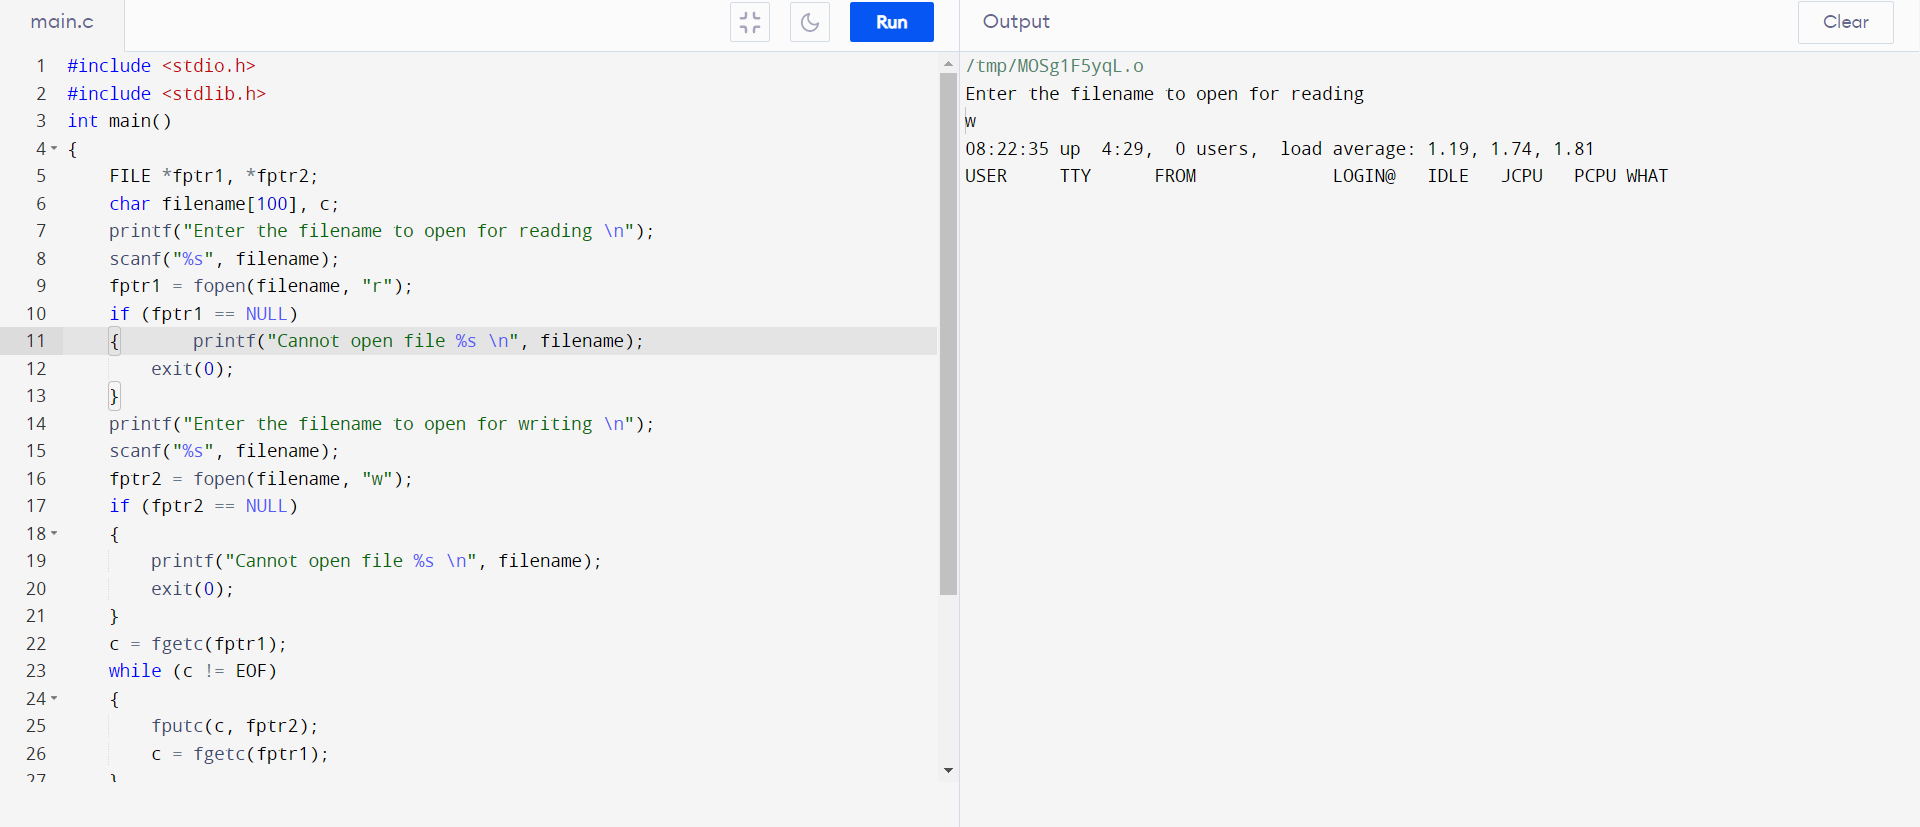 main.c
Run
Output
Clear
1 #include <stdio.h>
2 #include <stdlib.h>
3 int main()
4 {
5     FILE *fptr1, *fptr2;
6     char filename[100], c;
7     printf("Enter the filename to open for reading \n");
8     scanf("%s", filename);
9     fptr1 = fopen(filename, "r");
10     if (fptr1 == NULL)
11     {       printf("Cannot open file %s \n", filename);
12         exit(0);
13     }
14     printf("Enter the filename to open for writing \n");
15     scanf("%s", filename);
16     fptr2 = fopen(filename, "w");
17     if (fptr2 == NULL)
18     {
19         printf("Cannot open file %s \n", filename);
20         exit(0);
21     }
22     c = fgetc(fptr1);
23     while (c != EOF)
24     {
25         fputc(c, fptr2);
26         c = fgetc(fptr1);
27     }
/tmp/MOSg1F5yqL.o
Enter the filename to open for reading
w
08:22:35 up  4:29,  0 users,  load average: 1.19, 1.74, 1.81
USER     TTY      FROM             LOGIN@   IDLE   JCPU   PCPU WHAT